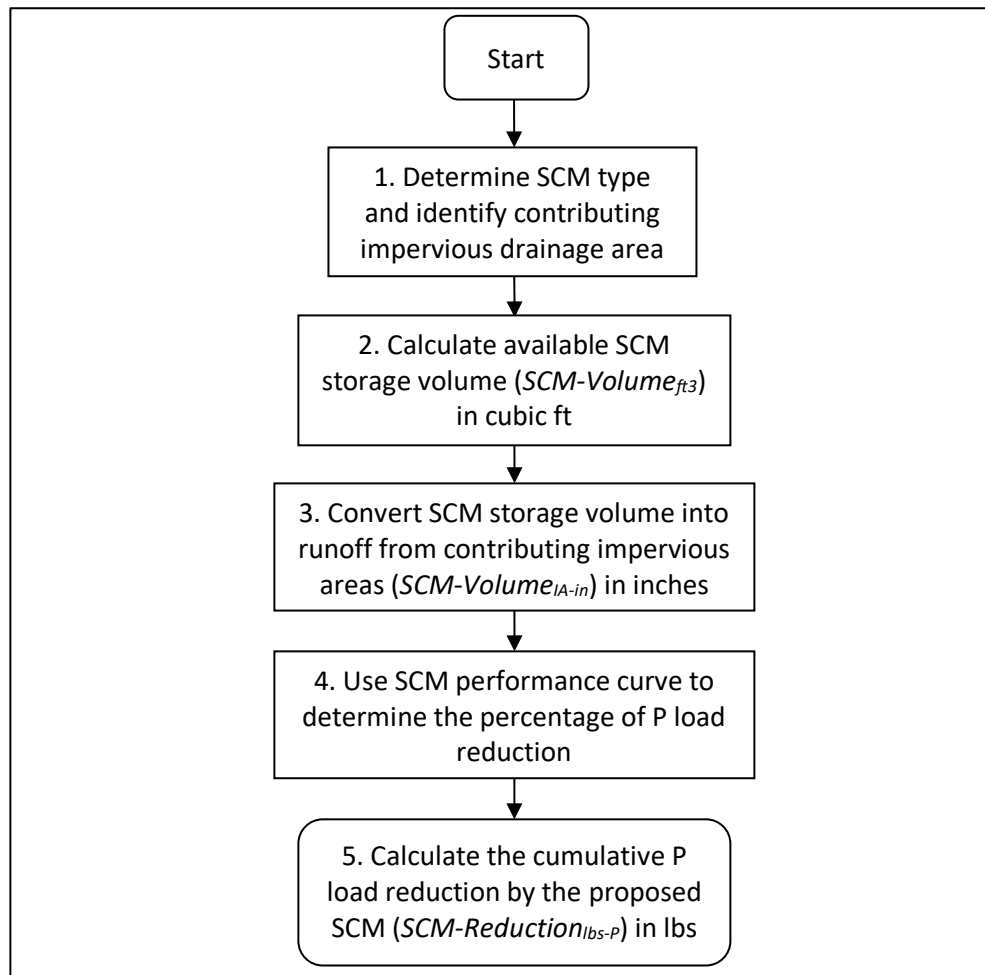 Start
1. Determine SCM type
and identify contributing
impervious drainage area
2. Calculate available SCM
storage volume (SCM-Volumeft3)
in cubic ft
3. Convert SCM storage volume into
runoff from contributing impervious
areas (SCM-VolumeIA-in) in inches
4. Use SCM performance curve to
determine the percentage of P load
reduction
5. Calculate the cumulative P
load reduction by the proposed
SCM (SCM-Reductionlbs-P) in lbs